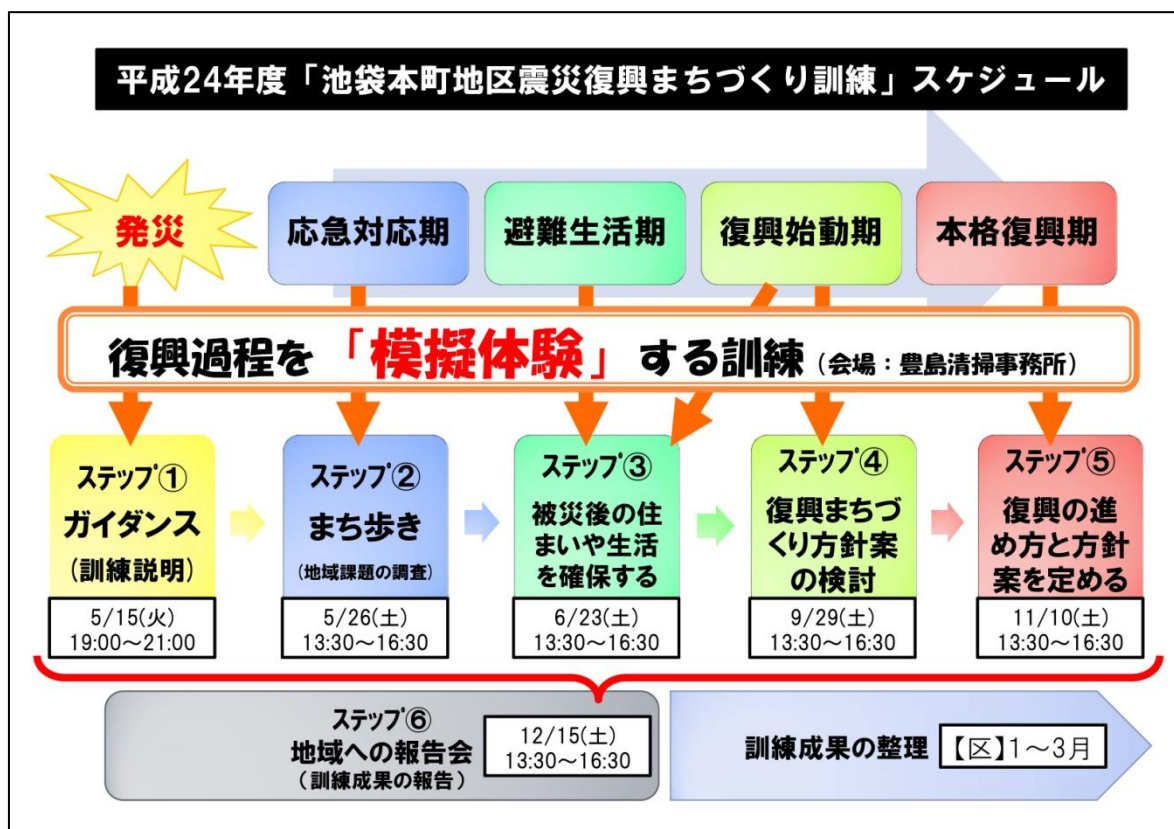 平成24年度「池袋本町地区震災復興まちづくり訓練」スケジュール
発災
応急対応期
避難生活期
復興始動期
本格復興期
復興過程を「模擬体験」する訓練（会場：豊島清掃事務所）
ステップ①
ガイダンス
（訓練説明）
5/15(火)
19:00～21:00
ステップ②
まち歩き
（地域課題の調査）
5/26(土)
13:30～16:30
ステップ③
被災後の住
まいや生活
を確保する
6/23(土)
13:30～16:30
ステップ④
復興まちづ
くり方針案
の検討
9/29(土)
13:30～16:30
ステップ⑤
復興の進
め方と方針
案を定める
11/10(土)
13:30～16:30
ステップ⑥
地域への報告会
（訓練成果の報告）
12/15(土)
13:30～16:30
訓練成果の整理
【区】1～3月